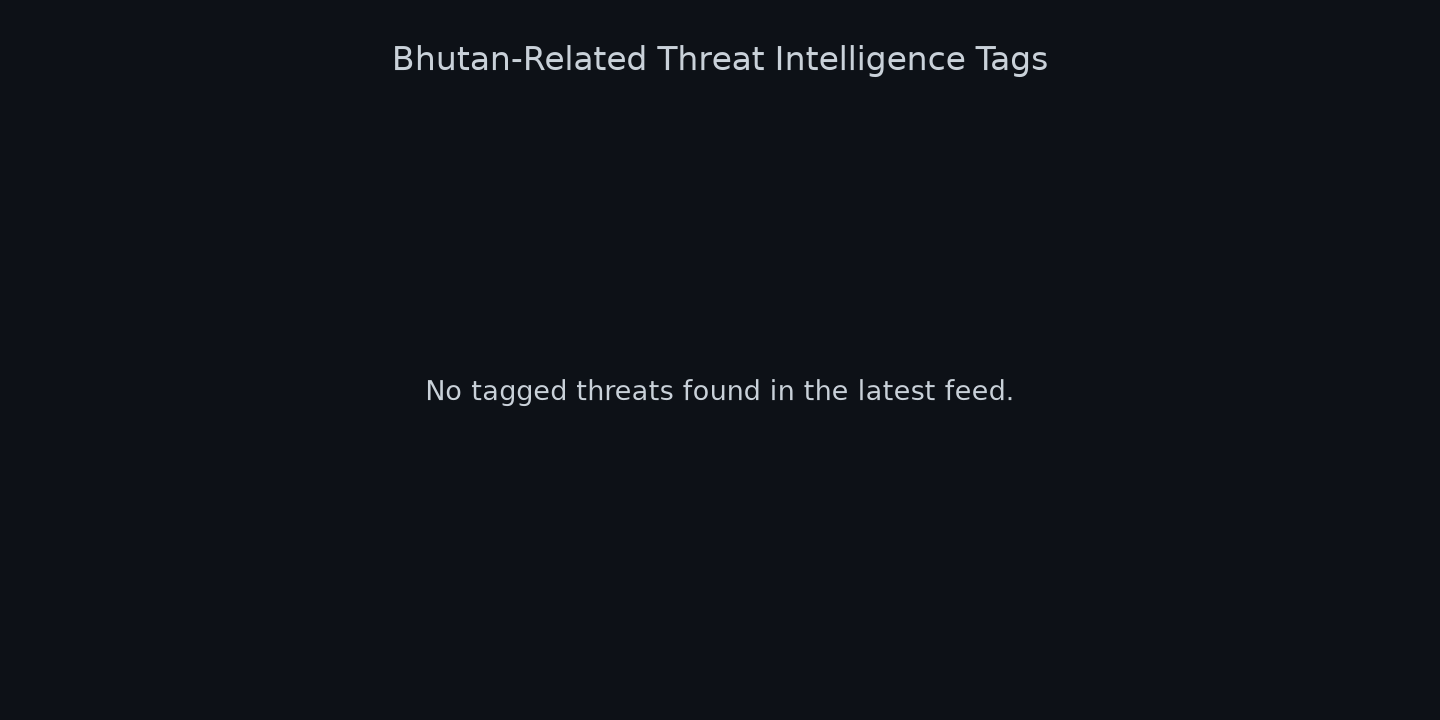 Bhutan-Related Threat Intelligence Tags
No tagged threats found in the latest feed.